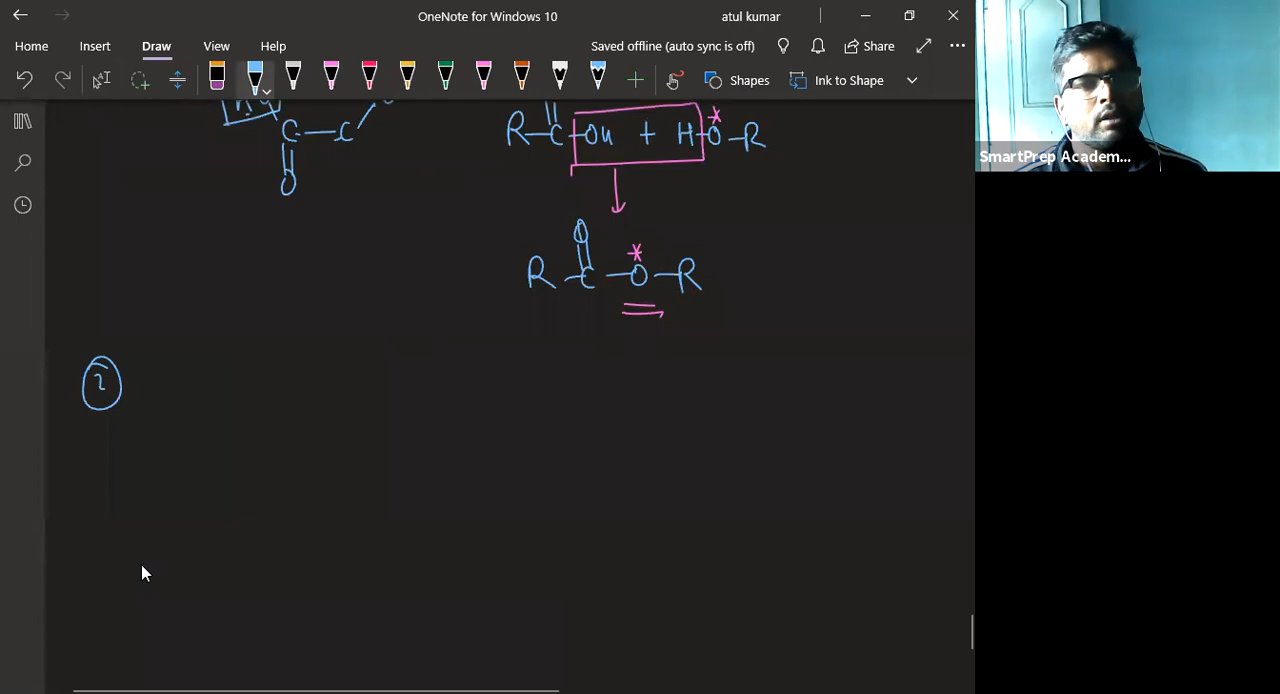 OneNote for Windows 10
atul kumar
Home Insert Draw View Help
Saved offline (auto sync is off)
Share
Shapes
Ink to Shape
SmartPrep Academ...
C—C
O
R—C—OH + H—O*—R
O
*
R—C—O—R
2